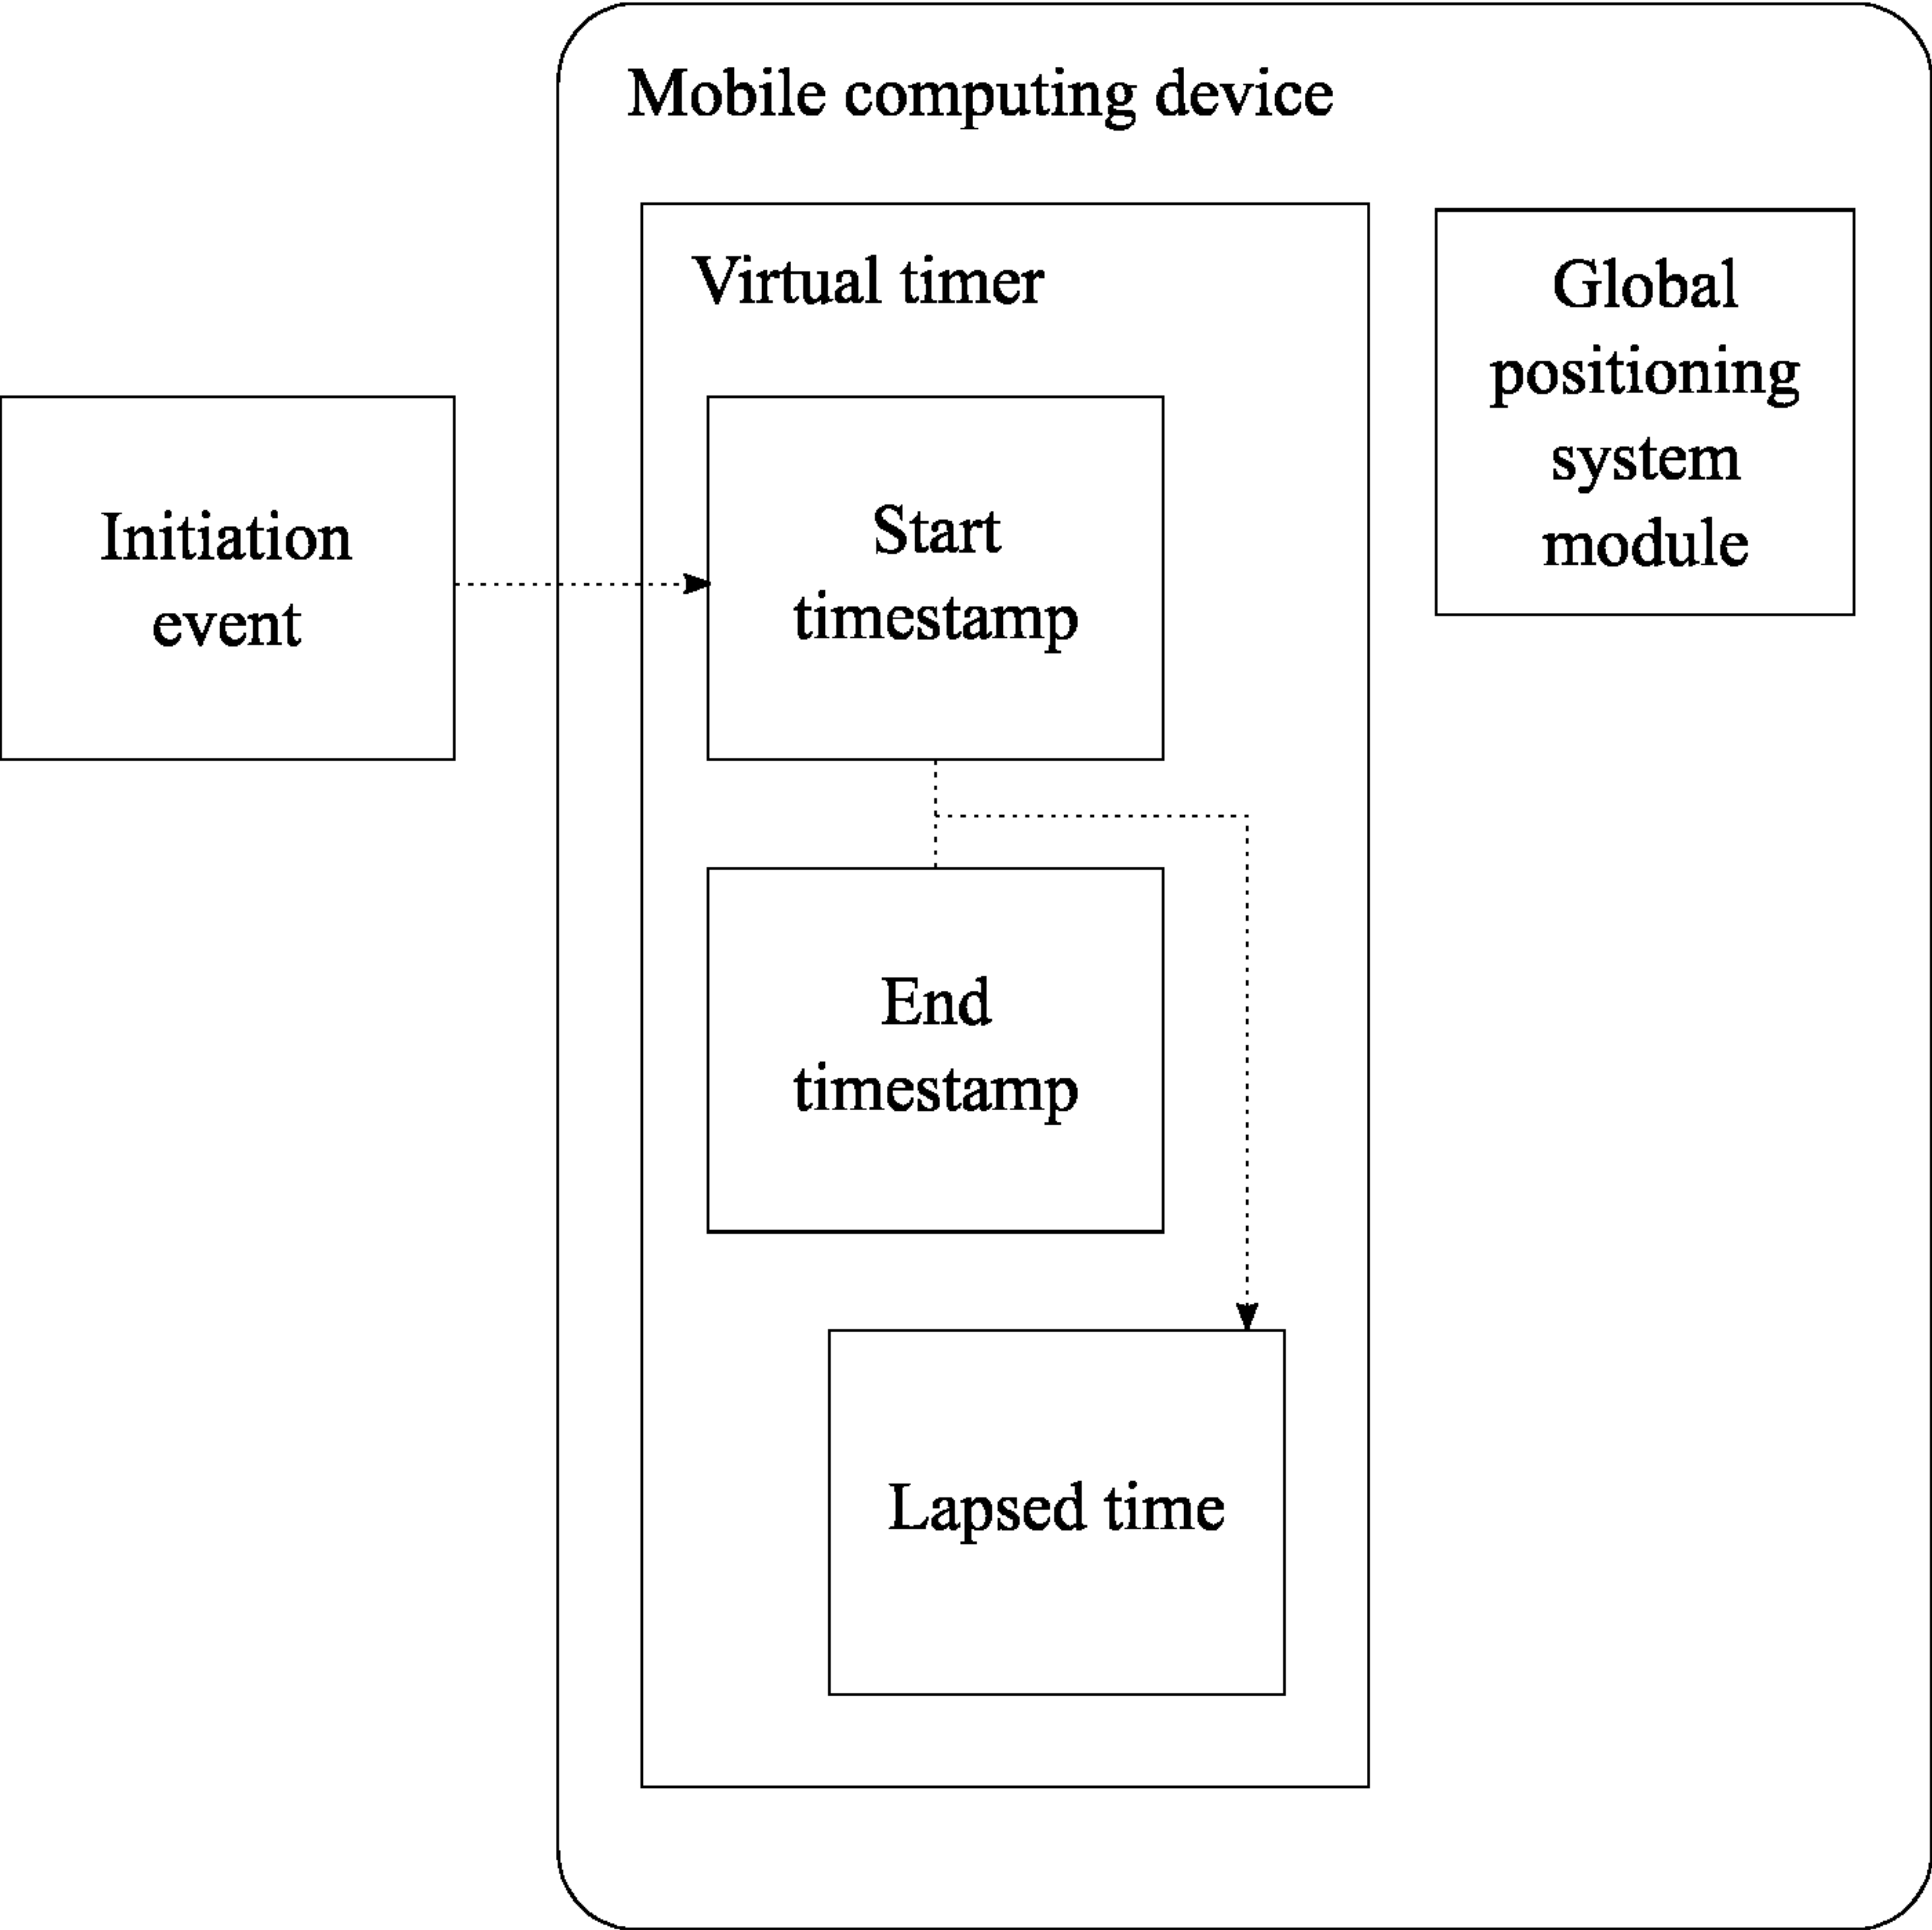 Mobile computing device
Virtual timer
Global
positioning
system
module
Initiation
event
Start
timestamp
End
timestamp
Lapsed time